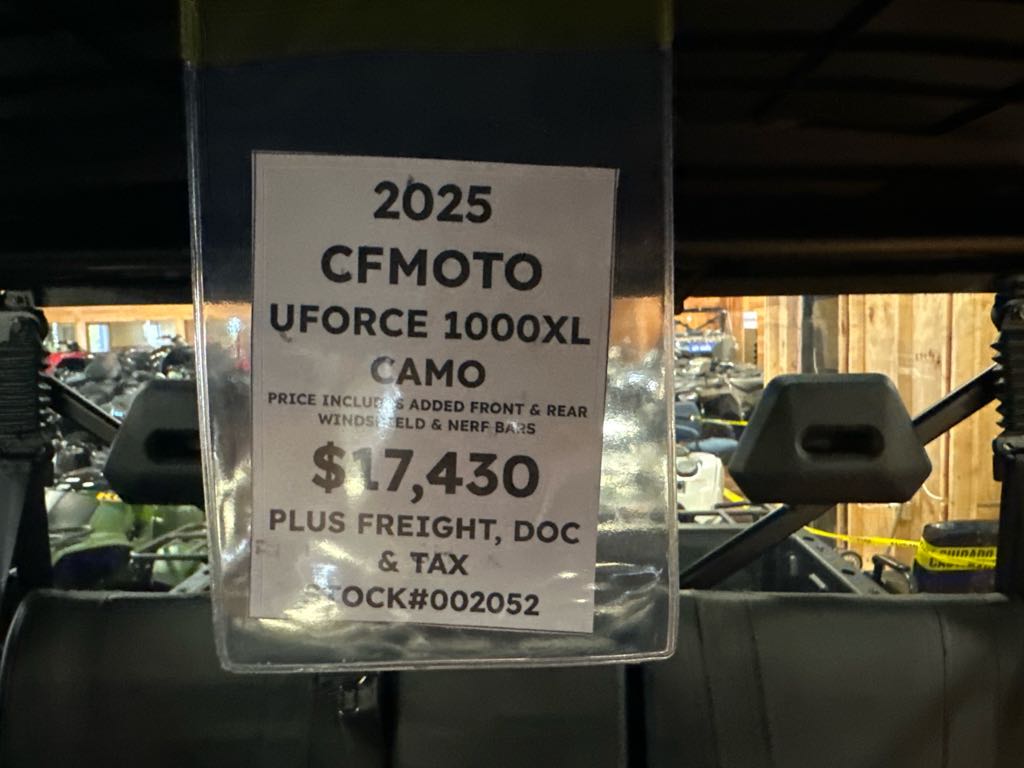 2025
CFMOTO
UFORCE 1000XL
CAMO
PRICE INCLUDES ADDED FRONT & REAR
WINDSHIELD & NERF BARS
$17,430
PLUS FREIGHT, DOC
& TAX
STOCK#002052
CUIDADO